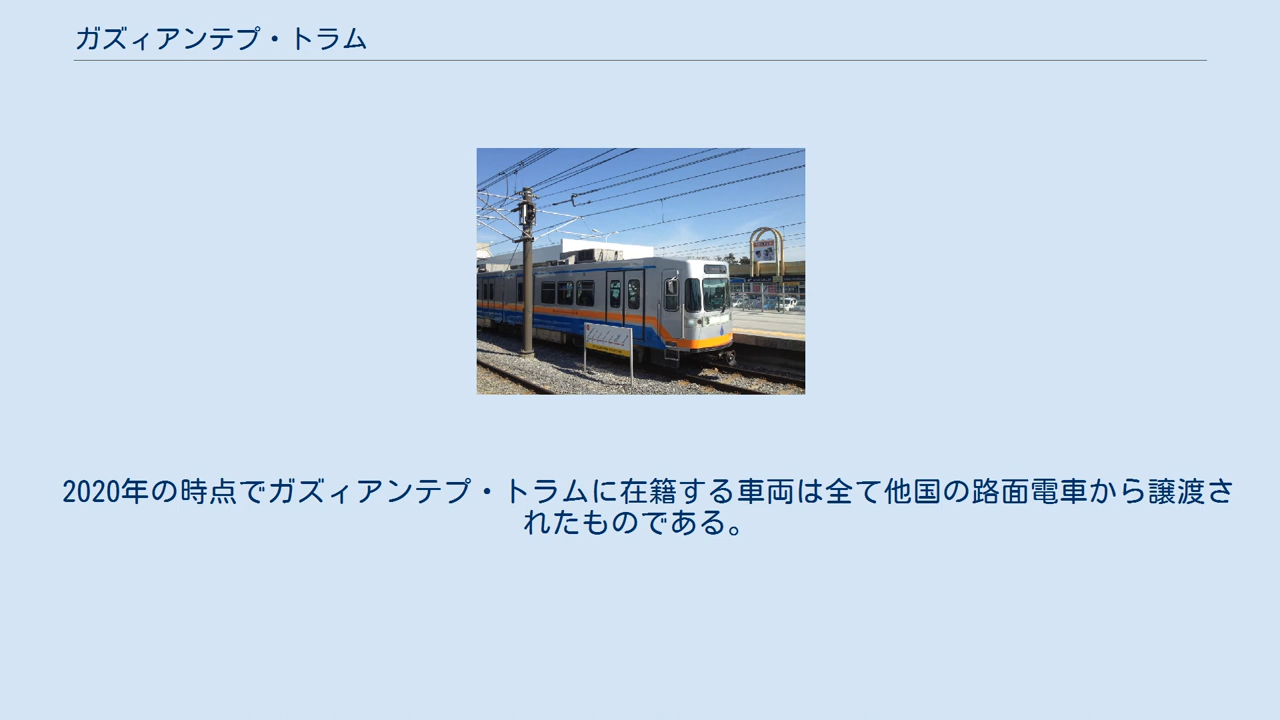 ガズィアンテプ・トラム
2020年の時点でガズィアンテプ・トラムに在籍する車両は全て他国の路面電車から譲渡さ
れたものである。